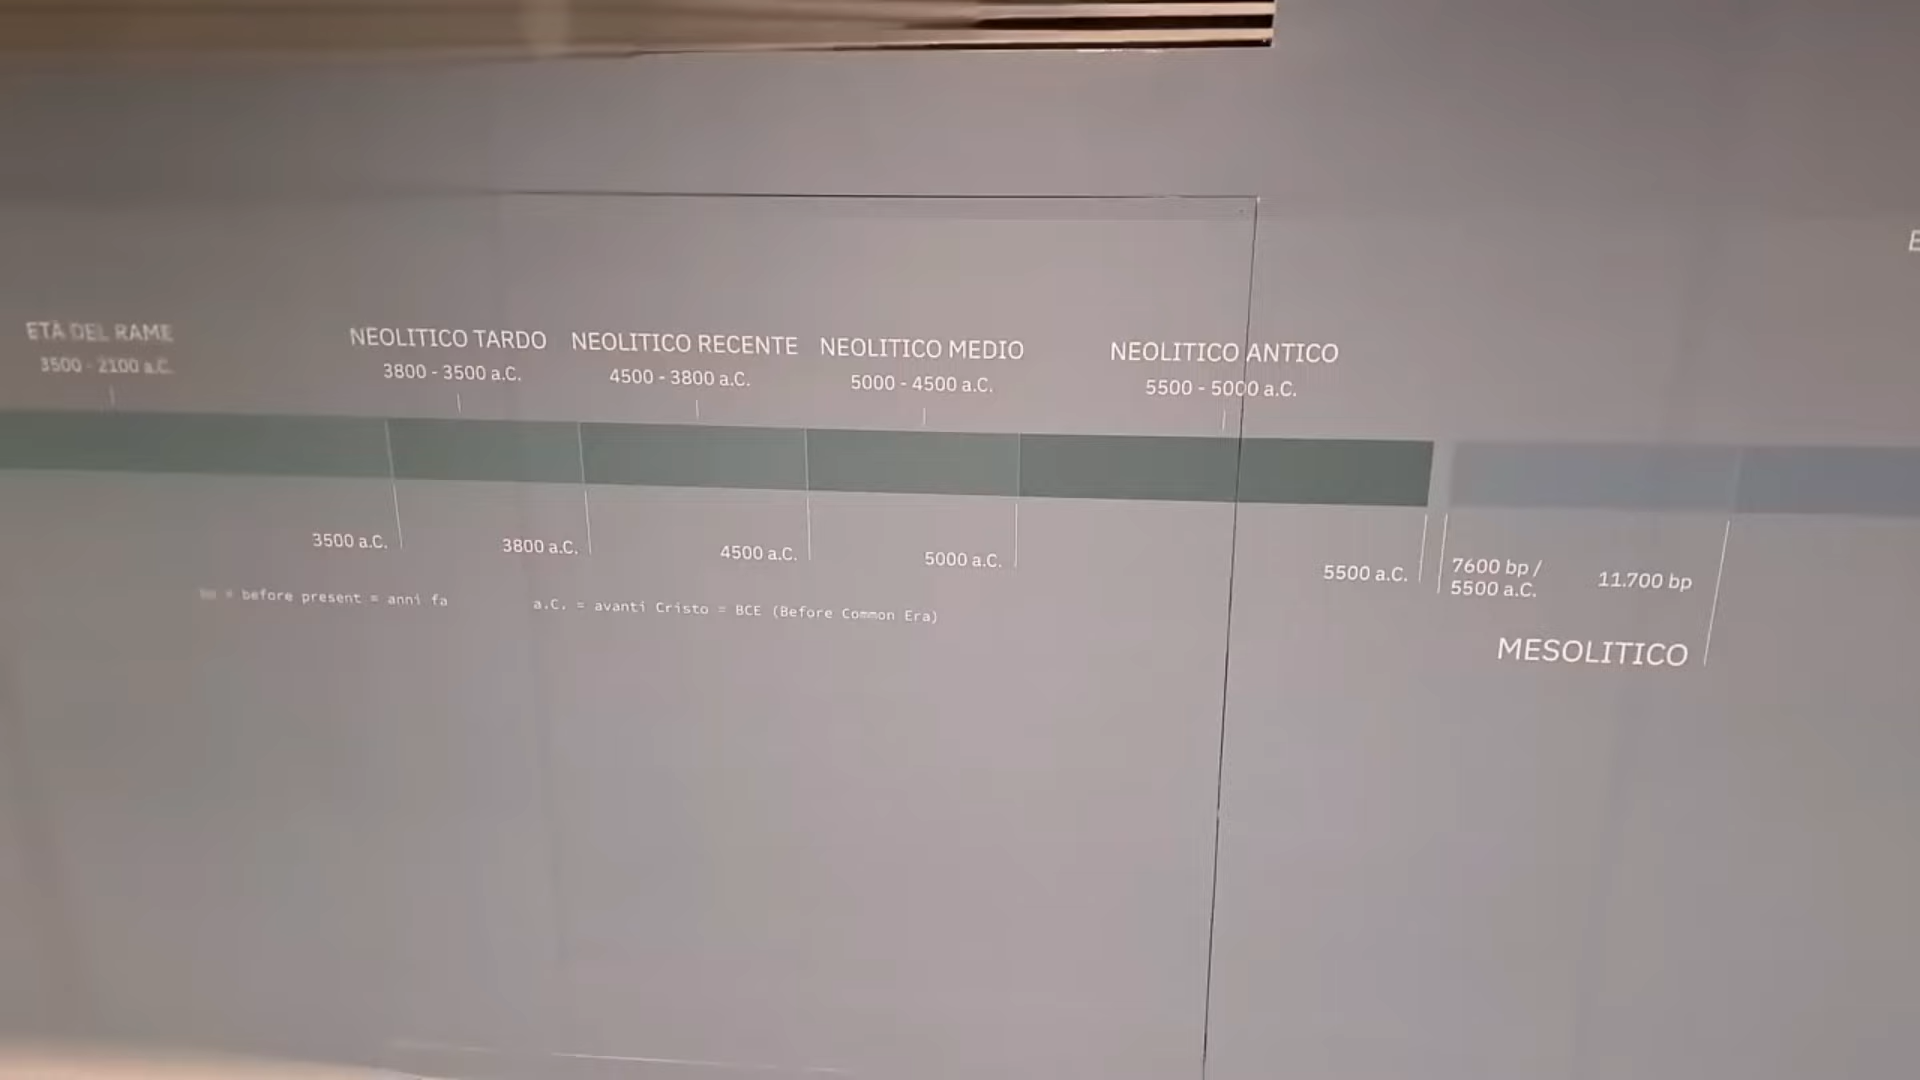 ETÀ DEL RAME
3500 - 2100 a.C.
NEOLITICO TARDO
3800 - 3500 a.C.
NEOLITICO RECENTE
4500 - 3800 a.C.
NEOLITICO MEDIO
5000 - 4500 a.C.
NEOLITICO ANTICO
5500 - 5000 a.C.
3500 a.C.
3800 a.C.
4500 a.C.
5000 a.C.
5500 a.C.
7600 bp /
5500 a.C.
11.700 bp
MESOLITICO
bp = before present = anni fa
a.C. = avanti Cristo = BCE (Before Common Era)